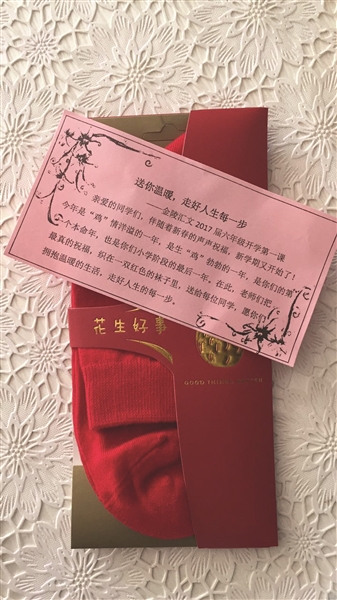 送你温暖，走好人生每一步
——金陵汇文2017届六年级开学第一课
亲爱的同学们，伴随着新春的声声祝福，新学期又开始了！
今年是“鸡”情洋溢的一年，是生“鸡”勃勃的一年，是你们的第
一个本命年，也是你们小学阶段的最后一年。在此，老师们把
最真的祝福，织在一双红色的袜子里，送给每位同学，愿你们
拥抱温暖的生活，走好人生的每一步。
花生好事